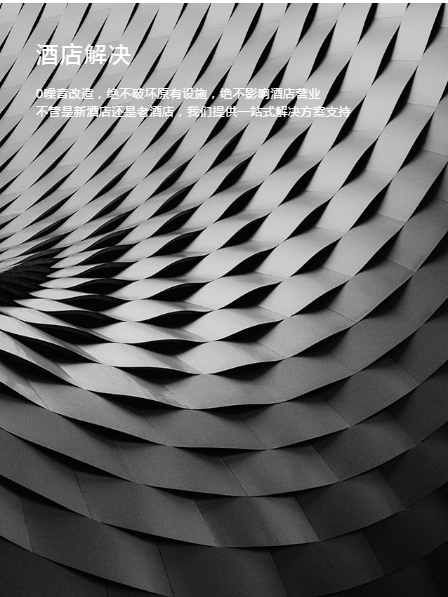 酒店解决
0噪音改造，绝不破坏原有设施，绝不影响酒店营业
不管是新酒店还是老酒店，我们提供一站式解决方案支持